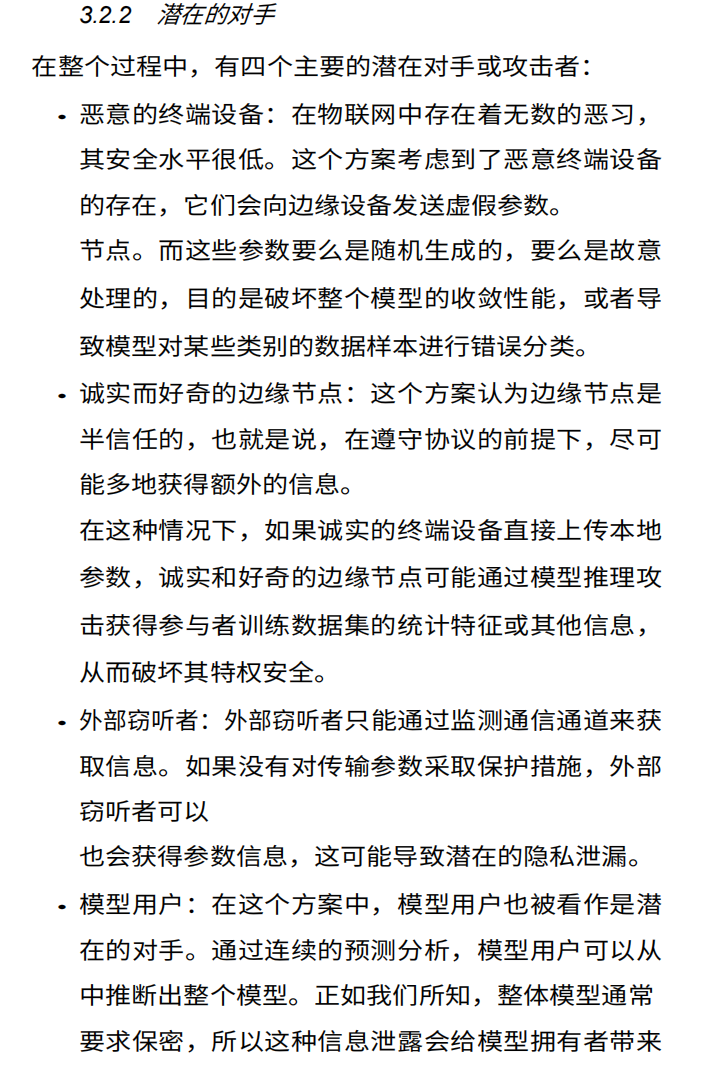 3.2.2 潜在的对手
在整个过程中，有四个主要的潜在对手或攻击者：
• 恶意的终端设备：在物联网中存在着无数的恶习，
其安全水平很低。这个方案考虑到了恶意终端设备
的存在，它们会向边缘设备发送虚假参数。
节点。而这些参数要么是随机生成的，要么是故意
处理的，目的是破坏整个模型的收敛性能，或者导
致模型对某些类别的数据样本进行错误分类。
• 诚实而好奇的边缘节点：这个方案认为边缘节点是
半信任的，也就是说，在遵守协议的前提下，尽可
能多地获得额外的信息。
在这种情况下，如果诚实的终端设备直接上传本地
参数，诚实和好奇的边缘节点可能通过模型推理攻
击获得参与者训练数据集的统计特征或其他信息，
从而破坏其特权安全。
• 外部窃听者：外部窃听者只能通过监测通信通道来获
取信息。如果没有对传输参数采取保护措施，外部
窃听者可以
也会获得参数信息，这可能导致潜在的隐私泄漏。
• 模型用户：在这个方案中，模型用户也被看作是潜
在的对手。通过连续的预测分析，模型用户可以从
中推断出整个模型。正如我们所知，整体模型通常
要求保密，所以这种信息泄露会给模型拥有者带来